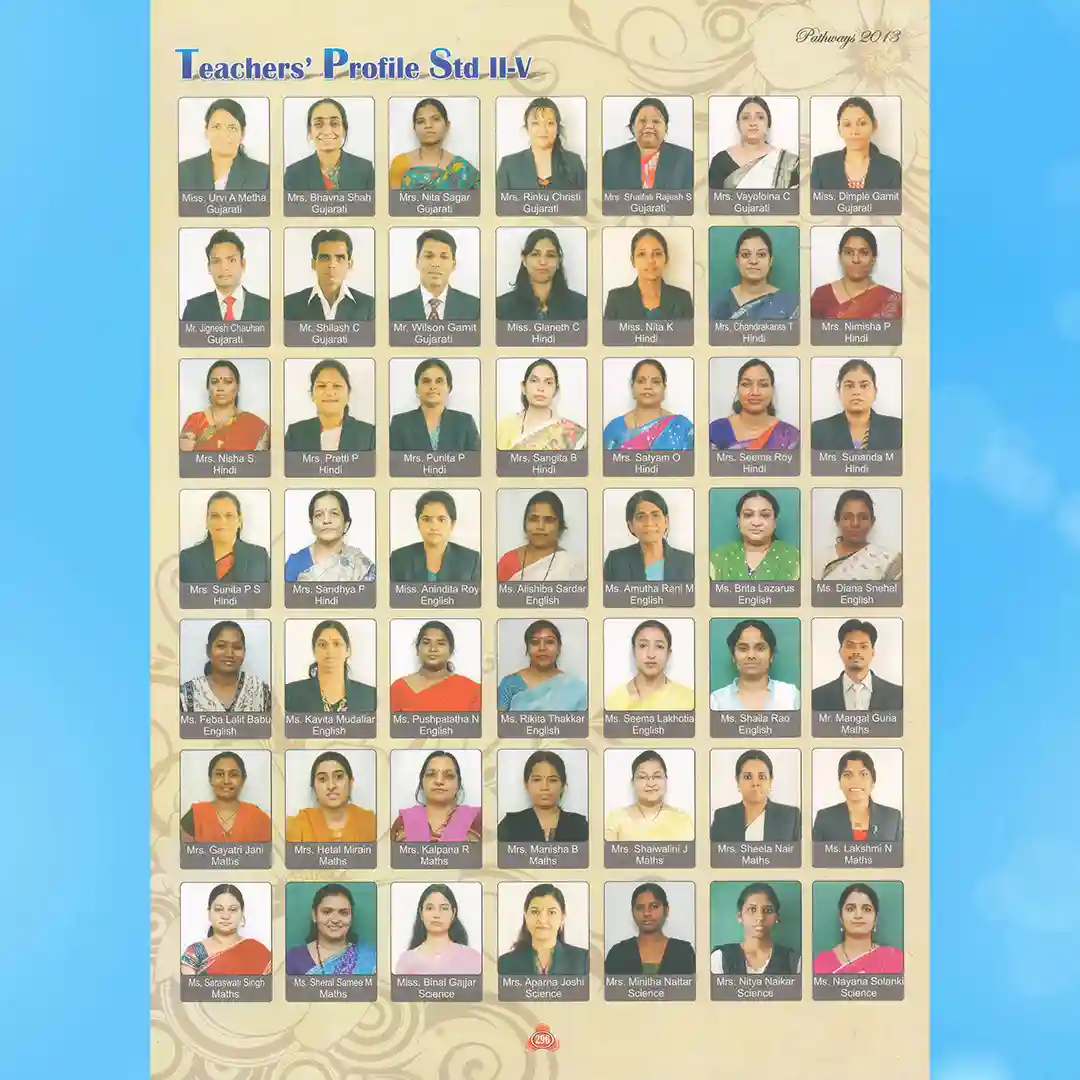 Pathways 2013
Teachers' Profile Std II-V
Miss. Urvi A Metha
Gujarati
Mrs. Bhavna Shah
Gujarati
Mrs. Nita Sagar
Gujarati
Mrs. Rinku Christi
Gujarati
Mrs Shaifali Rajesh S
Gujarati
Mrs. Vayoloina C
Gujarati
Miss. Dimple Gamit
Gujarati
Mr. Jignesh Chauhan
Gujarati
Mr. Shilash C
Gujarati
Mr. Wilson Gamit
Gujarati
Miss. Glaneth C
Hindi
Miss. Nita K
Hindi
Mrs. Chandrakanta T
Hindi
Mrs. Nimisha P
Hindi
Mrs. Nisha S
Hindi
Mrs. Pretti P
Hindi
Mrs. Punita P
Hindi
Mrs. Sangita B
Hindi
Mrs. Satyam O
Hindi
Mrs. Seema Roy
Hindi
Mrs. Sunanda M
Hindi
Mrs. Sunita P S
Hindi
Mrs. Sandhya P
Hindi
Miss. Anindita Roy
English
Ms. Alishiba Sardar
English
Ms. Amutha Rani M
English
Ms. Brita Lazarus
English
Ms. Diana Snehal
English
Ms. Feba Lalit Babu
English
Ms. Kavita Mudaliar
English
Ms. Pushpatatha N
English
Ms. Rikita Thakkar
English
Ms. Seema Lakhotia
English
Ms. Shaila Rao
English
Mr. Mangal Guria
Maths
Mrs. Gayatri Jani
Maths
Mrs. Hetal Mirain
Maths
Mrs. Kalpana R
Maths
Mrs. Manisha B
Maths
Mrs. Shaiwalini J
Maths
Mrs. Sheela Nair
Maths
Ms. Lakshmi N
Maths
Ms. Saraswati Singh
Maths
Ms. Sheral Samee M
Maths
Miss. Binal Gajjar
Science
Mrs. Aparna Joshi
Science
Mrs. Minitha Nattar
Science
Mrs. Nitya Naikar
Science
Ms. Nayana Solanki
Science
296